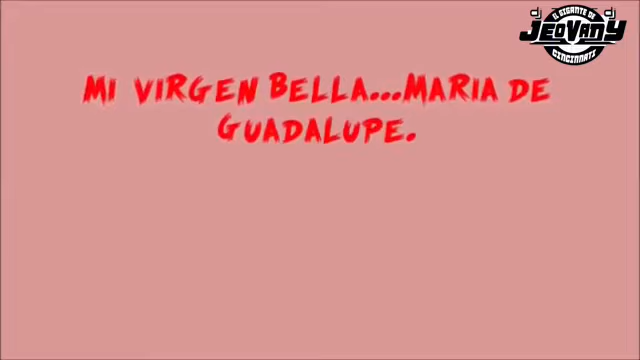 EL GIGANTE DE
JEOVANY
CINCINNATI
MI VIRGEN BELLA...MARIA DE
GUADALUPE.